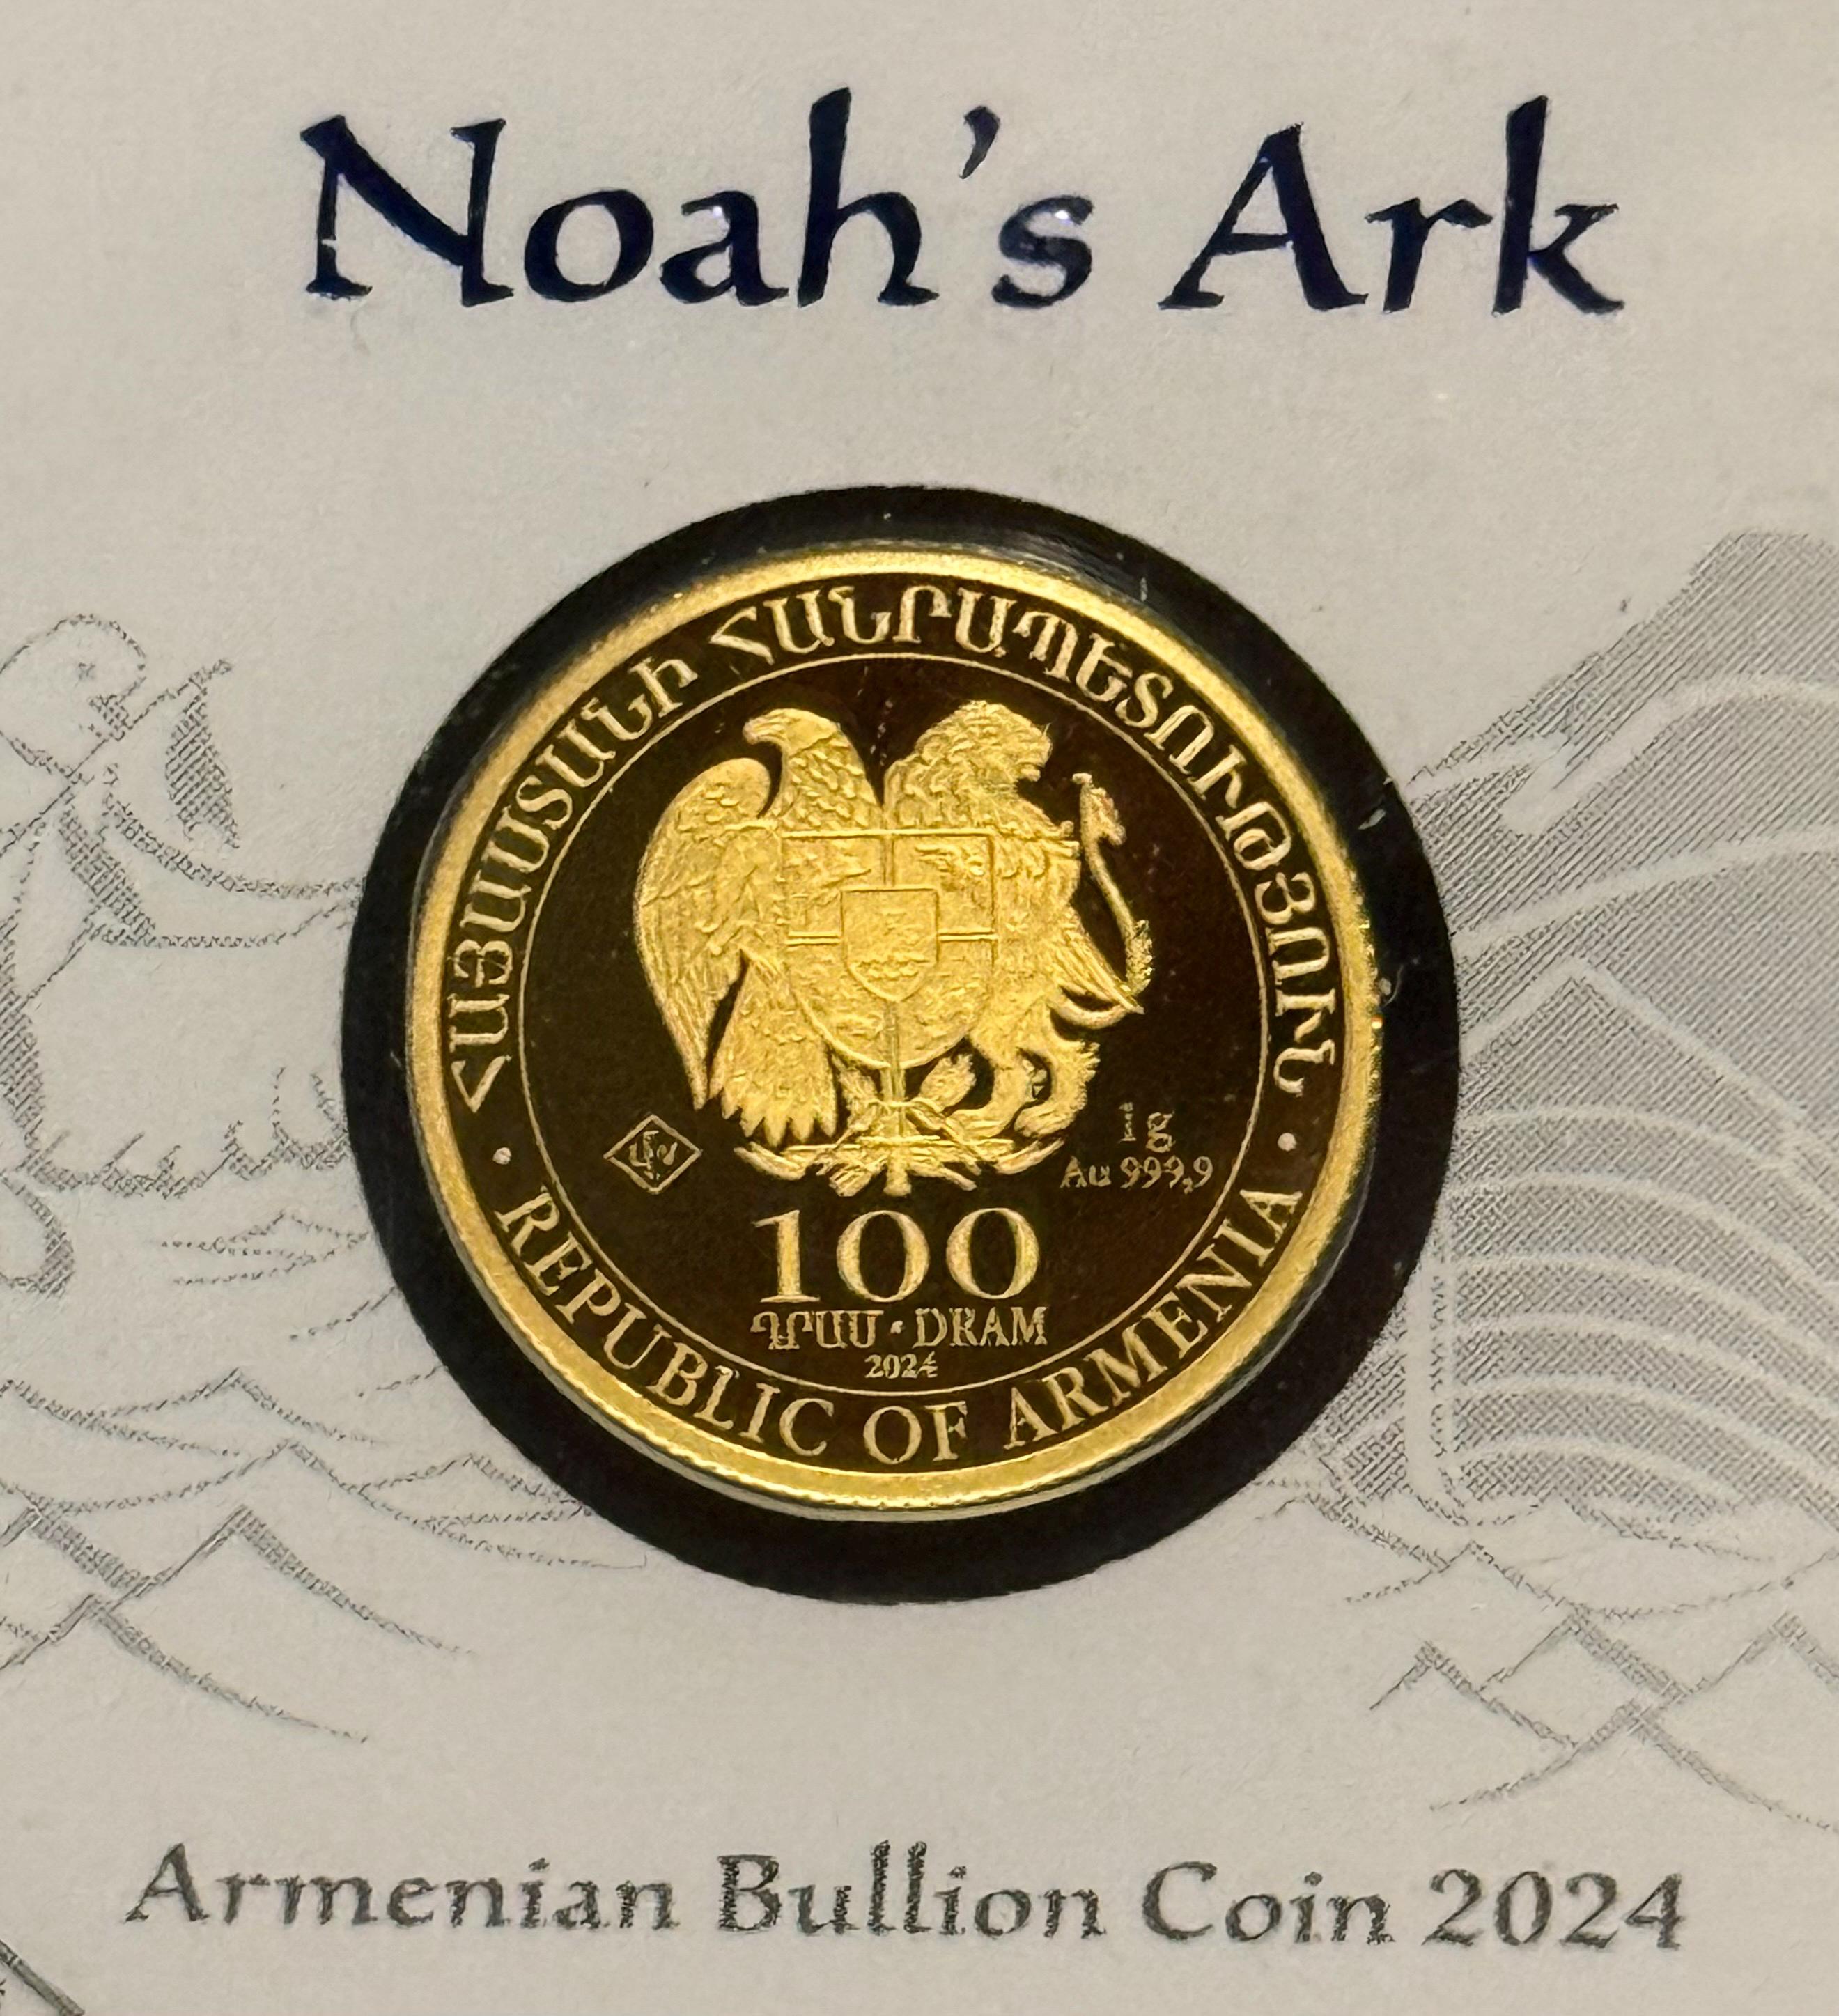 Noah's Ark
ՀԱՅԱՍՏԱՆԻ ՀԱՆՐԱՊԵՏՈՒԹՅՈՒՆ
1g
Au 999,9
100
ԴՐԱՄ • DRAM
2024
• REPUBLIC OF ARMENIA •
Armenian Bullion Coin 2024